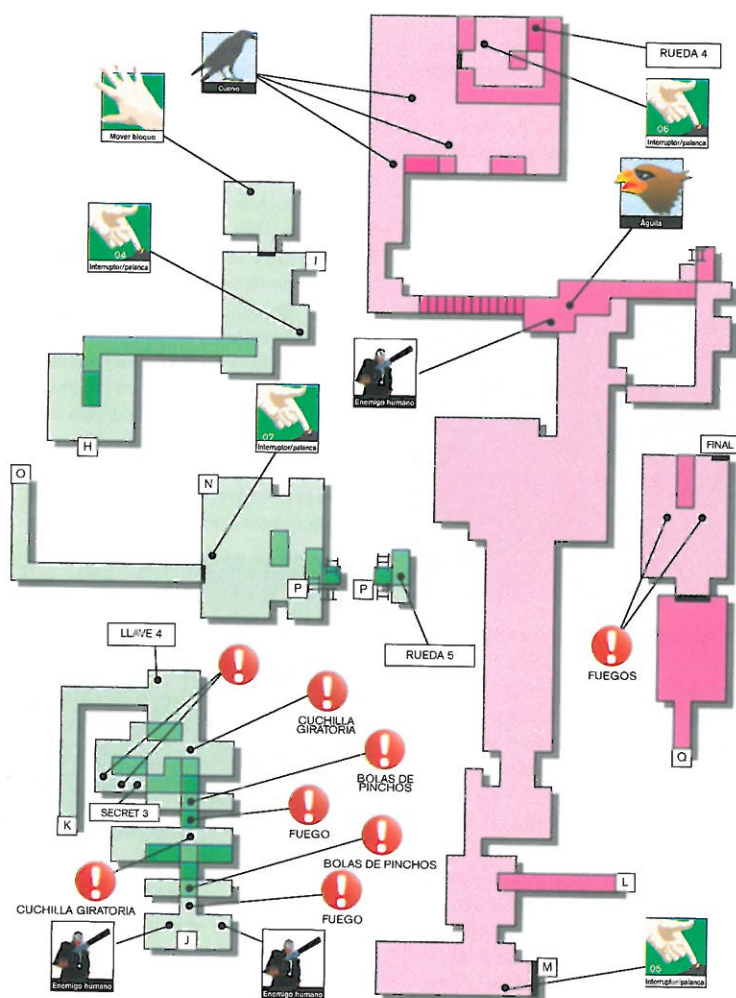 RUEDA 4
Cuervo
06
Interruptor/palanca
Mover bloque
Águila
04
Interruptor/palanca
I
Enemigo humano
H
07
Interruptor/palanca
FINAL
O
N
P
P
RUEDA 5
LLAVE 4
FUEGOS
CUCHILLA
GIRATORIA
BOLAS DE
PINCHOS
Q
SECRET 3
K
FUEGO
BOLAS DE PINCHOS
L
CUCHILLA GIRATORIA
FUEGO
J
M
05
Interruptor/palanca
Enemigo humano
Enemigo humano